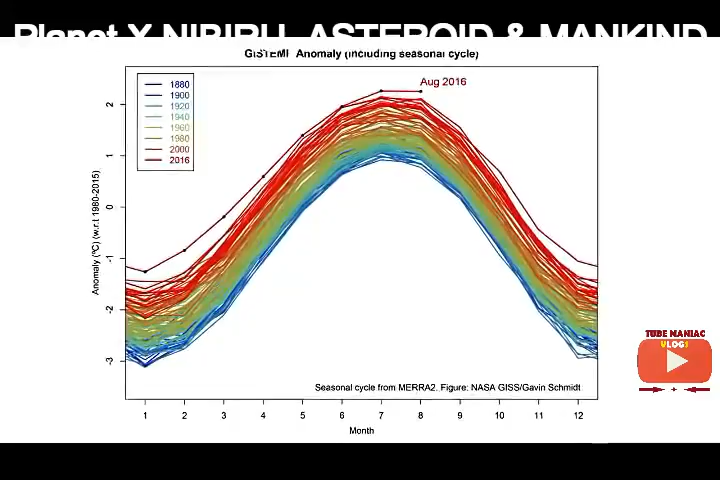 Planet X NIBIRU, ASTEROID & MANKIND
GISTEMP Anomaly (including seasonal cycle)
Aug 2016
1880
1900
1920
1940
1960
1980
2000
2016
Anomaly (ºC) (w.r.t 1980-2015)
2
1
0
-1
-2
-3
Seasonal cycle from MERRA2. Figure: NASA GISS/Gavin Schmidt
1 2 3 4 5 6 7 8 9 10 11 12
Month
TUBE MANIAC
VLOGS